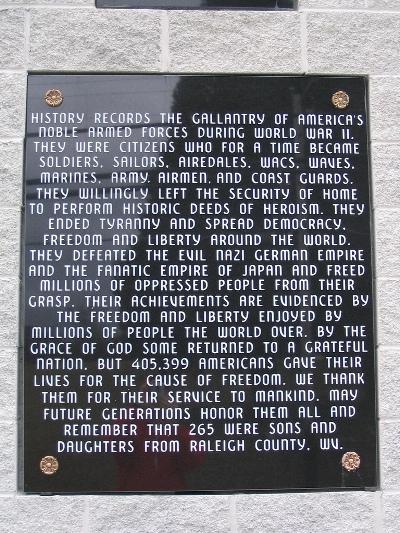 HISTORY RECORDS THE GALLANTRY OF AMERICA'S
NOBLE ARMED FORCES DURING WORLD WAR II.
THEY WERE CITIZENS WHO FOR A TIME BECAME
SOLDIERS, SAILORS, AIREDALES, WACS, WAVES,
MARINES, ARMY, AIRMEN, AND COAST GUARDS.
THEY WILLINGLY LEFT THE SECURITY OF HOME
TO PERFORM HISTORIC DEEDS OF HEROISM. THEY
ENDED TYRANNY AND SPREAD DEMOCRACY,
FREEDOM AND LIBERTY AROUND THE WORLD.
THEY DEFEATED THE EVIL NAZI GERMAN EMPIRE
AND THE FANATIC EMPIRE OF JAPAN AND FREED
MILLIONS OF OPPRESSED PEOPLE FROM THEIR
GRASP. THEIR ACHIEVEMENTS ARE EVIDENCED BY
THE FREEDOM AND LIBERTY ENJOYED BY
MILLIONS OF PEOPLE THE WORLD OVER. BY THE
GRACE OF GOD SOME RETURNED TO A GRATEFUL
NATION, BUT 405,399 AMERICANS GAVE THEIR
LIVES FOR THE CAUSE OF FREEDOM. WE THANK
THEM FOR THEIR SERVICE TO MANKIND. MAY
FUTURE GENERATIONS HONOR THEM ALL AND
REMEMBER THAT 265 WERE SONS AND
DAUGHTERS FROM RALEIGH COUNTY, WV.